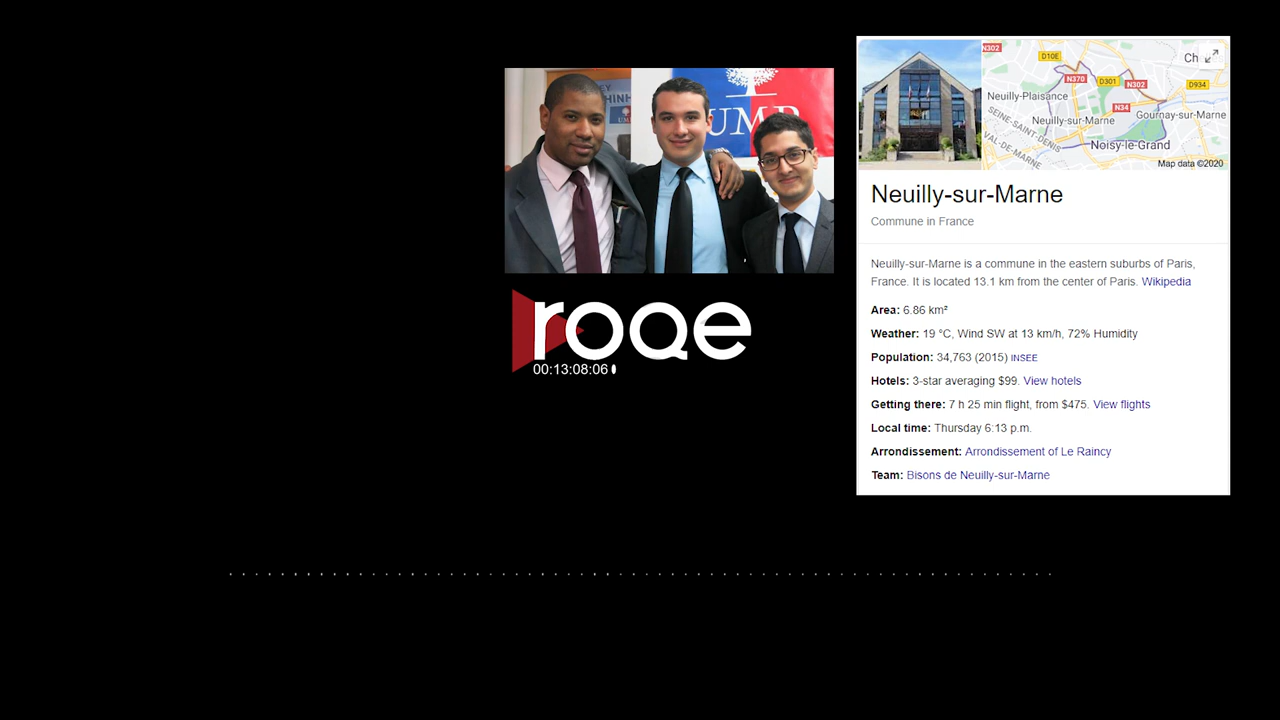 UMP
roqe
00:13:08:06
N302
D10E
Ch
N370
D301
N302
D934
Neuilly-Plaisance
N34
Gournay-sur-Marne
Neuilly-sur-Marne
SEINE-SAINT-DENIS
VAL-DE-MARNE
Noisy-le-Grand
Map data ©2020
Neuilly-sur-Marne
Commune in France
Neuilly-sur-Marne is a commune in the eastern suburbs of Paris,
France. It is located 13.1 km from the center of Paris. Wikipedia
Area: 6.86 km²
Weather: 19 °C, Wind SW at 13 km/h, 72% Humidity
Population: 34,763 (2015) INSEE
Hotels: 3-star averaging $99. View hotels
Getting there: 7 h 25 min flight, from $475. View flights
Local time: Thursday 6:13 p.m.
Arrondissement: Arrondissement of Le Raincy
Team: Bisons de Neuilly-sur-Marne